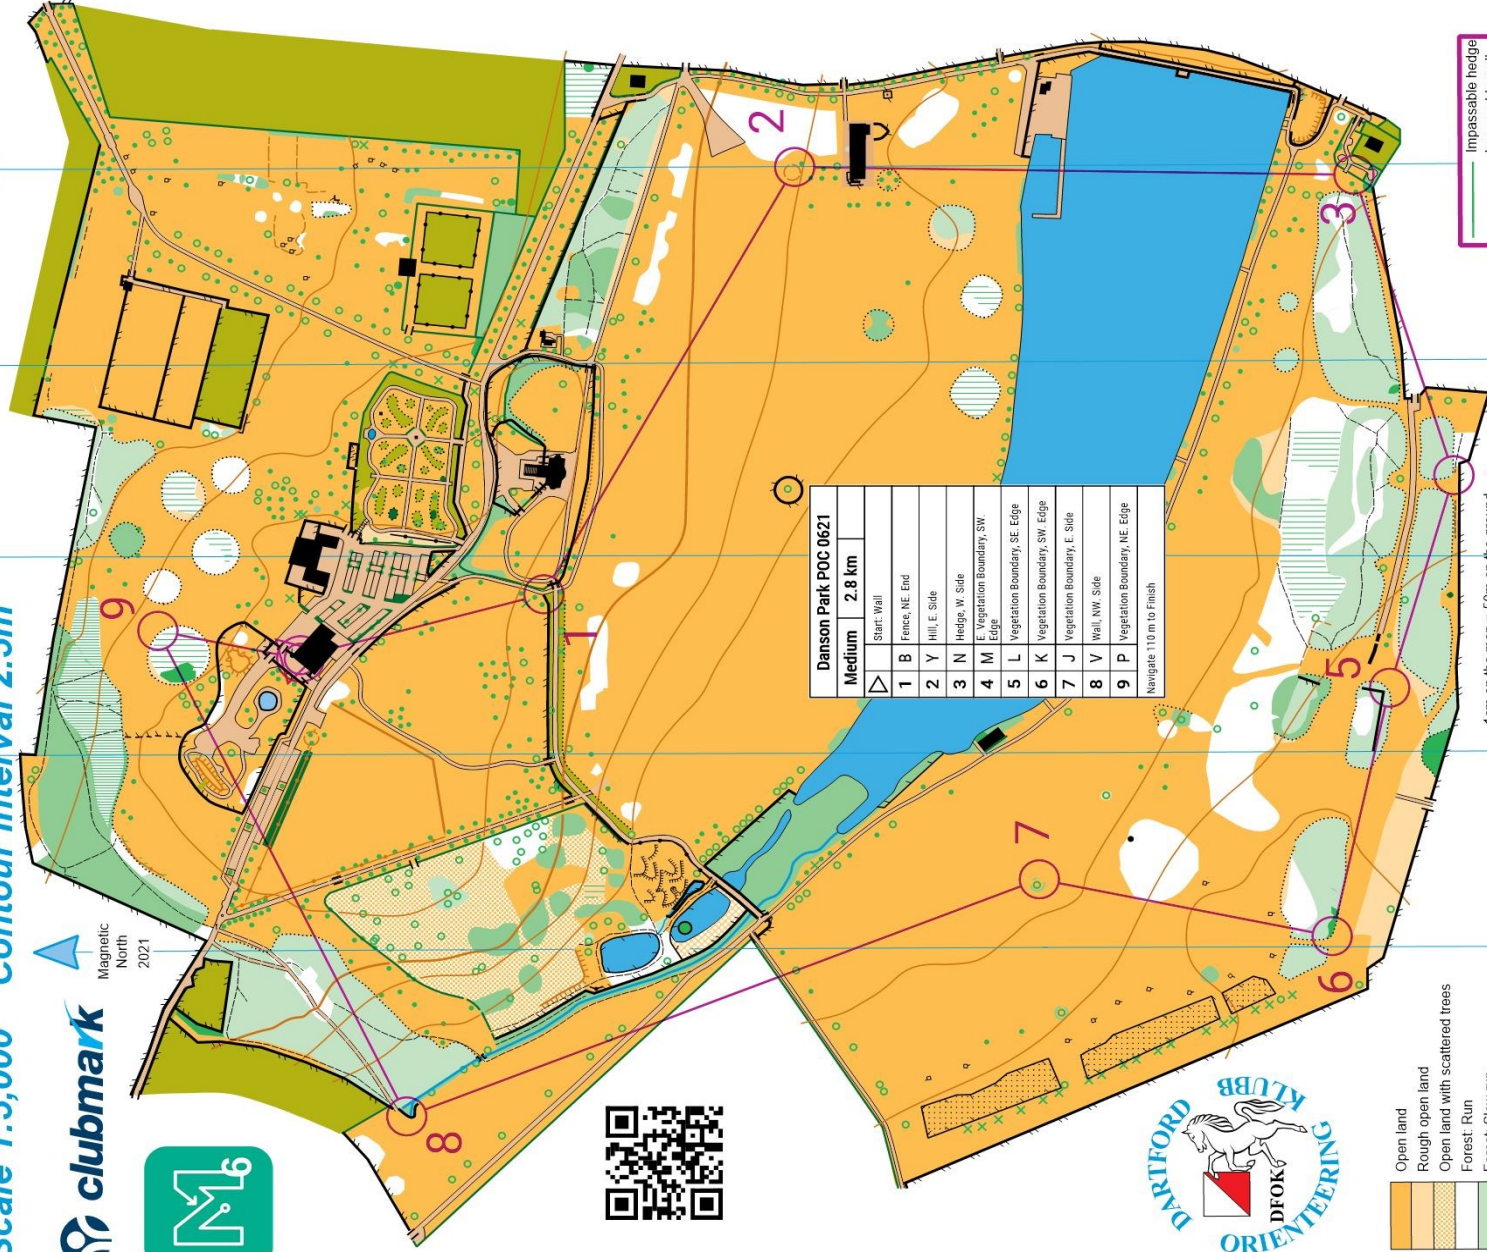 Scale 1:5,000 Contour Interval 2.5m
clubmark
M6
Magnetic
North
2021
Danson Park POC 0621
Medium 2.8 km
Start: Wall
1 B Fence, NE. End
2 Y Hill, E. Side
3 N Hedge, W. Side
4 M E. Vegetation Boundary, SW. Edge
5 L Vegetation Boundary, SE. Edge
6 K Vegetation Boundary, SW. Edge
7 J Vegetation Boundary, E. Side
8 V Wall, NW. Side
9 P Vegetation Boundary, NE. Edge
Navigate 110 m to Finish
1
2
3
5
6
7
8
9
DARTFORD
ORIENTEERING
KLUBB
DFOK
Open land
Rough open land
Open land with scattered trees
Forest: Run
Impassable hedge